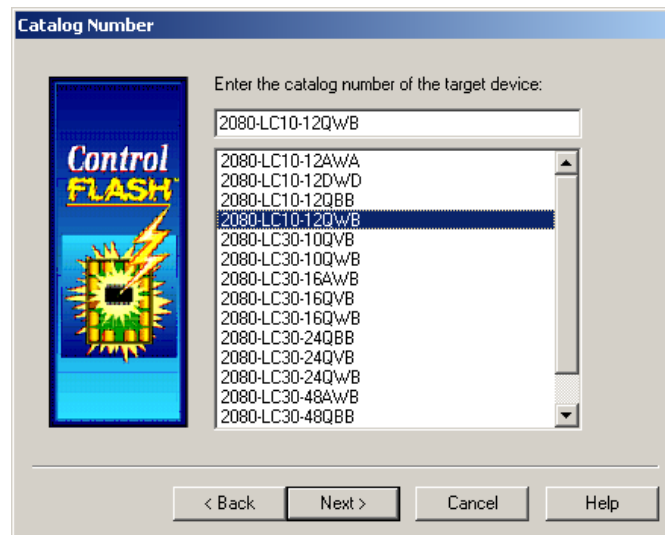 Catalog Number
Enter the catalog number of the target device:
2080-LC10-12QWB
Control
FLASH
2080-LC10-12AWA
2080-LC10-12DWD
2080-LC10-12QBB
2080-LC10-12QWB
2080-LC30-10QVB
2080-LC30-10QWB
2080-LC30-16AWB
2080-LC30-16QVB
2080-LC30-16QWB
2080-LC30-24QBB
2080-LC30-24QVB
2080-LC30-24QWB
2080-LC30-48AWB
2080-LC30-48QBB
< Back
Next >
Cancel
Help